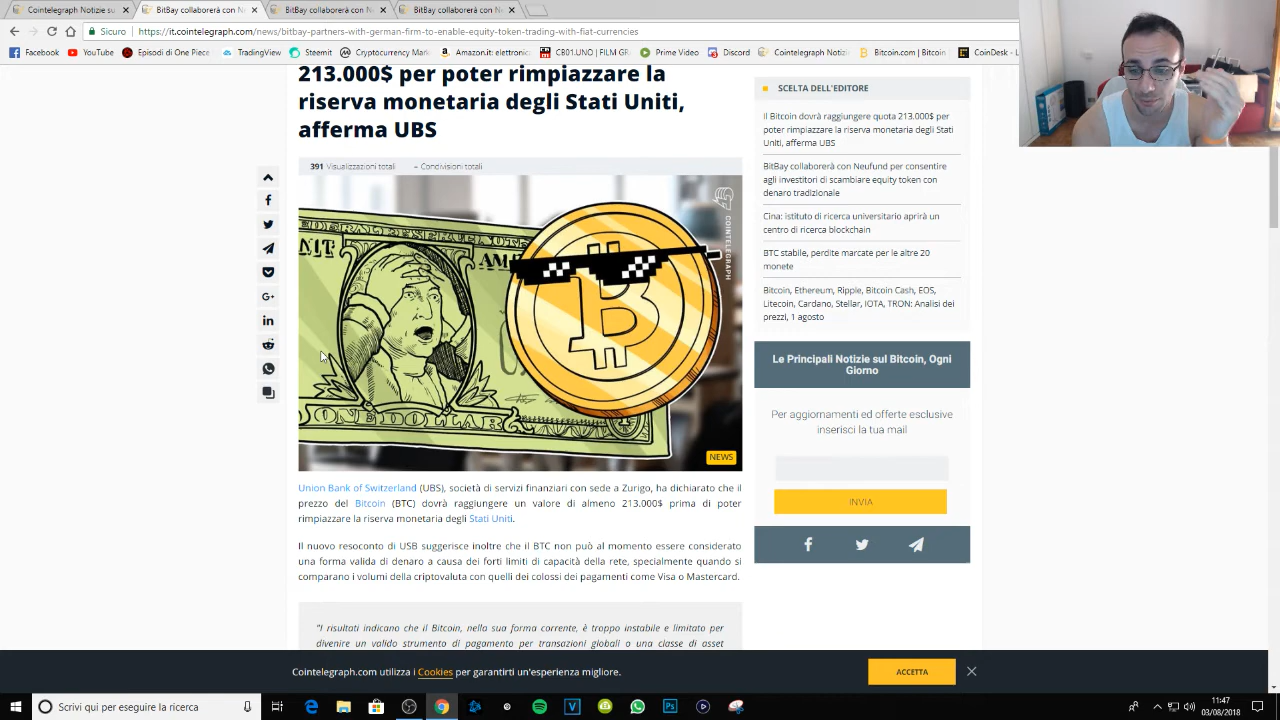 Cointelegraph Notizie su
BitBay collaborerà con Ne
BitBay collaborerà con Ne
BitBay collaborerà con Ne
Sicuro
https://it.cointelegraph.com/news/bitbay-partners-with-german-firm-to-enable-equity-token-trading-with-fiat-currencies
Facebook
YouTube
Episodi di One Piece
TradingView
Steemit
Cryptocurrency Mark
Amazon.it: elettronic
CB01.UNO | FILM GR
Prime Video
Discord
Cointelegraph Notizi
Bitcoin.com | Bitcoin
CoinDesk - L
213.000$ per poter rimpiazzare la
riserva monetaria degli Stati Uniti,
afferma UBS
391 Visualizzazioni totali
– Condivisioni totali
COINTELEGRAPH
ONE DOLLAR
NEWS
Union Bank of Switzerland (UBS), società di servizi finanziari con sede a Zurigo, ha dichiarato che il
prezzo del Bitcoin (BTC) dovrà raggiungere un valore di almeno 213.000$ prima di poter
rimpiazzare la riserva monetaria degli Stati Uniti.
Il nuovo resoconto di USB suggerisce inoltre che il BTC non può al momento essere considerato
una forma valida di denaro a causa dei forti limiti di capacità della rete, specialmente quando si
comparano i volumi della criptovaluta con quelli dei colossi dei pagamenti come Visa o Mastercard.
"I risultati indicano che il Bitcoin, nella sua forma corrente, è troppo instabile e limitato per
divenire un valido strumento di pagamento per transazioni globali o una classe di asset
SCELTA DELL'EDITORE
Il Bitcoin dovrà raggiungere quota 213.000$ per
poter rimpiazzare la riserva monetaria degli Stati
Uniti, afferma UBS
BitBay collaborerà con Neufund per consentire
agli investitori di scambiare equity token con
denaro tradizionale
Cina: istituto di ricerca universitario aprirà un
centro di ricerca blockchain
BTC stabile, perdite marcate per le altre 20
monete
Bitcoin, Ethereum, Ripple, Bitcoin Cash, EOS,
Litecoin, Cardano, Stellar, IOTA, TRON: Analisi dei
prezzi, 1 agosto
Le Principali Notizie sul Bitcoin, Ogni
Giorno
Per aggiornamenti ed offerte esclusive
inserisci la tua mail
INVIA
Cointelegraph.com utilizza i Cookies per garantirti un'esperienza migliore.
ACCETTA
Scrivi qui per eseguire la ricerca
11:47
03/08/2018